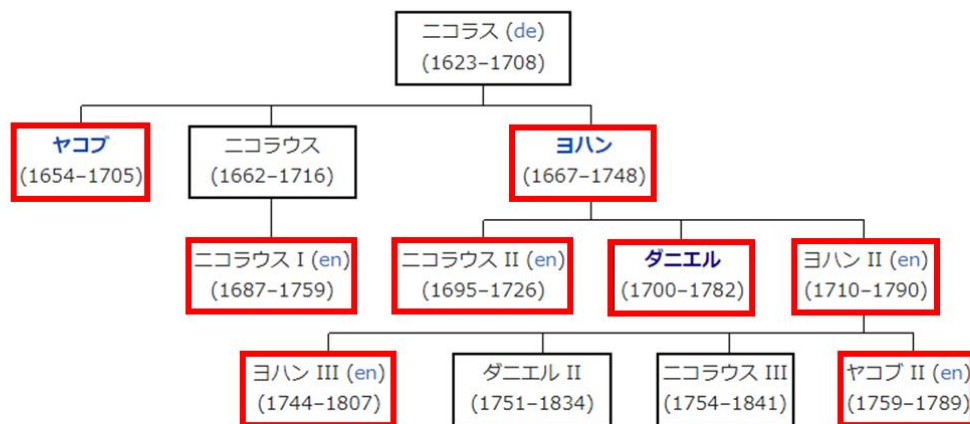 ニコラス (de)
(1623–1708)
ヤコブ
(1654–1705)
ニコラウス
(1662–1716)
ヨハン
(1667–1748)
ニコラウス I (en)
(1687–1759)
ニコラウス II (en)
(1695–1726)
ダニエル
(1700–1782)
ヨハン II (en)
(1710–1790)
ヨハン III (en)
(1744–1807)
ダニエル II
(1751–1834)
ニコラウス III
(1754–1841)
ヤコブ II (en)
(1759–1789)